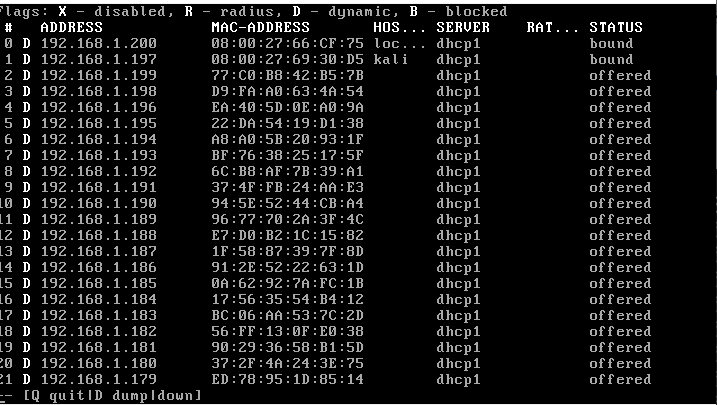 Flags: X - disabled, R - radius, D - dynamic, B - blocked
# ADDRESS MAC-ADDRESS HOS... SERVER RAT... STATUS
0 D 192.168.1.200 08:00:27:66:CF:75 loc... dhcp1 bound
1 D 192.168.1.197 08:00:27:69:30:D5 kali dhcp1 bound
2 D 192.168.1.199 77:C0:B8:42:B5:7B dhcp1 offered
3 D 192.168.1.198 D9:FA:A0:63:4A:54 dhcp1 offered
4 D 192.168.1.196 EA:40:5D:0E:A0:9A dhcp1 offered
5 D 192.168.1.195 22:DA:54:19:D1:38 dhcp1 offered
6 D 192.168.1.194 A8:A0:5B:20:93:1F dhcp1 offered
7 D 192.168.1.193 BF:76:38:25:17:5F dhcp1 offered
8 D 192.168.1.192 6C:B8:AF:7B:39:A1 dhcp1 offered
9 D 192.168.1.191 37:4F:FB:24:AA:E3 dhcp1 offered
10 D 192.168.1.190 94:5E:52:44:CB:A4 dhcp1 offered
11 D 192.168.1.189 96:77:70:2A:3F:4C dhcp1 offered
12 D 192.168.1.188 E7:D0:B2:1C:15:82 dhcp1 offered
13 D 192.168.1.187 1F:58:87:39:7F:8D dhcp1 offered
14 D 192.168.1.186 91:2E:52:22:63:1D dhcp1 offered
15 D 192.168.1.185 0A:62:92:7A:FC:1B dhcp1 offered
16 D 192.168.1.184 17:56:35:54:B4:12 dhcp1 offered
17 D 192.168.1.183 BC:06:AA:53:7C:2D dhcp1 offered
18 D 192.168.1.182 56:FF:13:0F:E0:38 dhcp1 offered
19 D 192.168.1.181 90:29:36:58:B1:5D dhcp1 offered
20 D 192.168.1.180 37:2F:4A:24:3E:75 dhcp1 offered
21 D 192.168.1.179 ED:78:95:1D:85:14 dhcp1 offered
-- [Q quit|D dump|down]